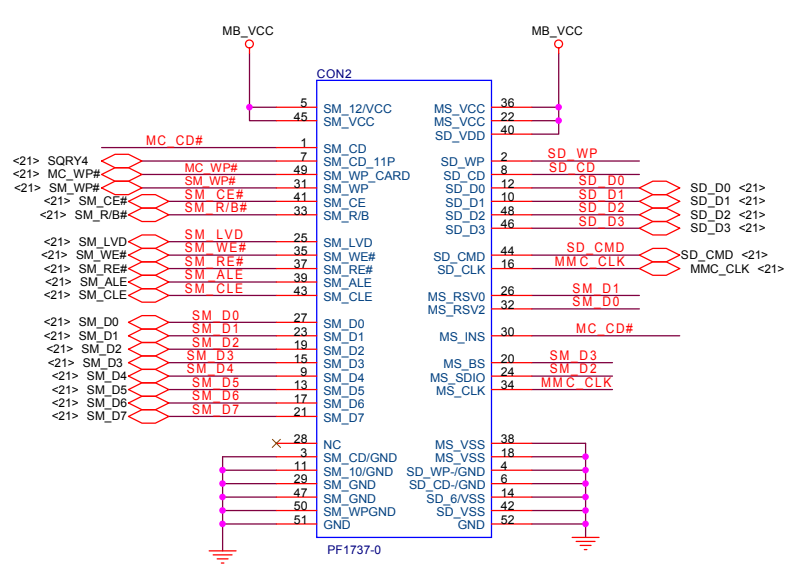 MB_VCC MB_VCC
CON2
5 SM_12/VCC MS_VCC 36
45 SM_VCC MS_VCC 22
SD_VDD 40
MC_CD# 1 SM_CD
<21> SQRY4 7 SM_CD_11P SD_WP 2 SD_WP
<21> MC_WP# MC_WP# 49 SM_WP_CARD SD_CD 8 SD_CD
<21> SM_WP# SM_WP# 31 SM_WP SD_D0 12 SD_D0 SD_D0 <21>
<21> SM_CE# SM_CE# 41 SM_CE SD_D1 10 SD_D1 SD_D1 <21>
<21> SM_R/B# SM_R/B# 33 SM_R/B SD_D2 48 SD_D2 SD_D2 <21>
SD_D3 46 SD_D3 SD_D3 <21>
<21> SM_LVD SM_LVD 25 SM_LVD
<21> SM_WE# SM_WE# 35 SM_WE# SD_CMD 44 SD_CMD SD_CMD <21>
<21> SM_RE# SM_RE# 37 SM_RE# SD_CLK 16 MMC_CLK MMC_CLK <21>
<21> SM_ALE SM_ALE 39 SM_ALE
<21> SM_CLE SM_CLE 43 SM_CLE MS_RSV0 26 SM_D1
MS_RSV2 32 SM_D0
<21> SM_D0 SM_D0 27 SM_D0
<21> SM_D1 SM_D1 23 SM_D1 MS_INS 30 MC_CD#
<21> SM_D2 SM_D2 19 SM_D2
<21> SM_D3 SM_D3 15 SM_D3 MS_BS 20 SM_D3
<21> SM_D4 SM_D4 9 SM_D4 MS_SDIO 24 SM_D2
<21> SM_D5 SM_D5 13 SM_D5 MS_CLK 34 MMC_CLK
<21> SM_D6 SM_D6 17 SM_D6
<21> SM_D7 SM_D7 21 SM_D7
28 NC MS_VSS 38
3 SM_CD/GND MS_VSS 18
11 SM_10/GND SD_WP-/GND 4
29 SM_GND SD_CD-/GND 6
47 SM_GND SD_6/VSS 14
50 SM_WPGND SD_VSS 42
51 GND GND 52
PF1737-0